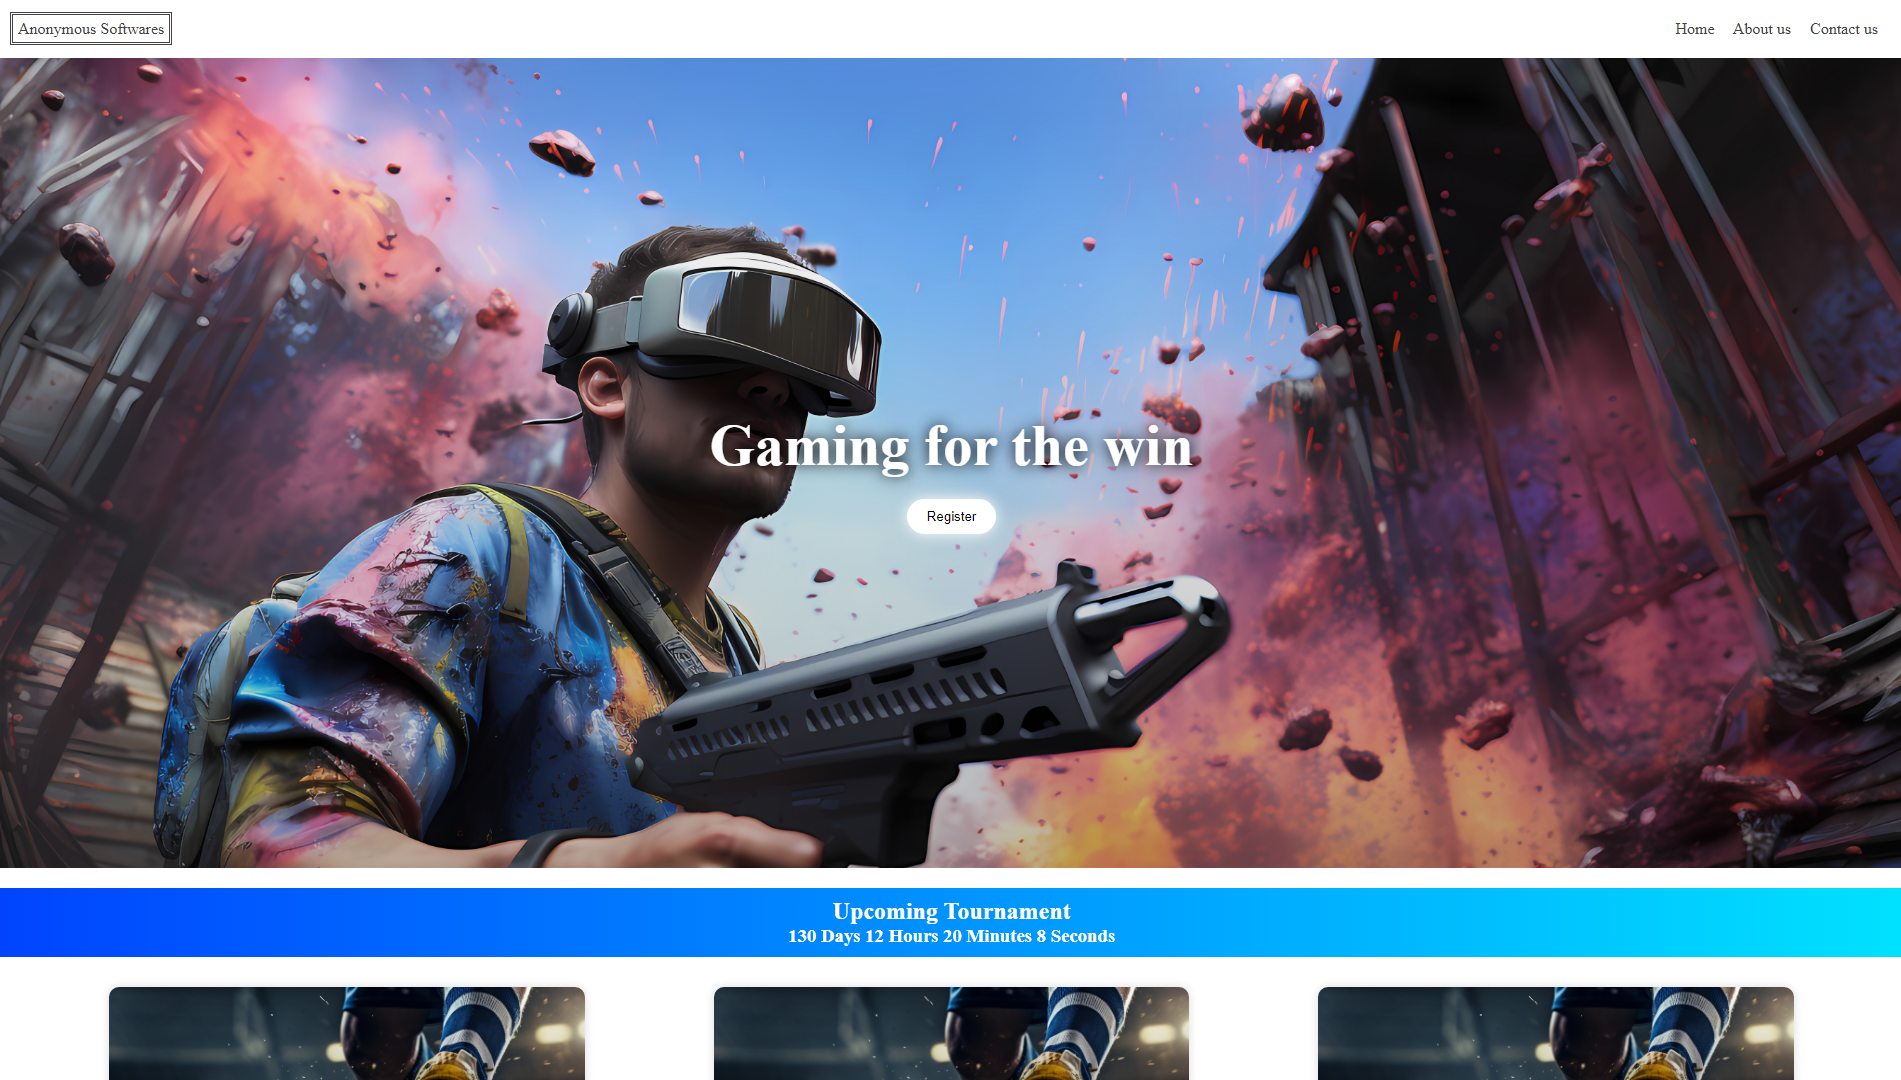 Anonymous Softwares
Home About us Contact us
Gaming for the win
Register
Upcoming Tournament
130 Days 12 Hours 20 Minutes 8 Seconds